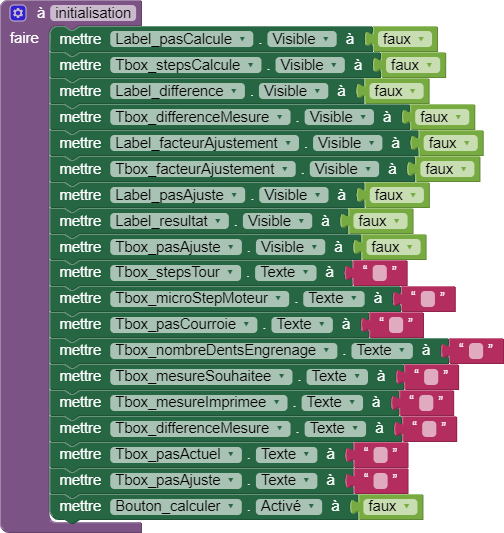 à initialisation
faire mettre Label_pasCalcule . Visible à faux
mettre Tbox_stepsCalcule . Visible à faux
mettre Label_difference . Visible à faux
mettre Tbox_differenceMesure . Visible à faux
mettre Label_facteurAjustement . Visible à faux
mettre Tbox_facteurAjustement . Visible à faux
mettre Label_pasAjuste . Visible à faux
mettre Label_resultat . Visible à faux
mettre Tbox_pasAjuste . Visible à faux
mettre Tbox_stepsTour . Texte à “ ”
mettre Tbox_microStepMoteur . Texte à “ ”
mettre Tbox_pasCourroie . Texte à “ ”
mettre Tbox_nombreDentsEngrenage . Texte à “ ”
mettre Tbox_mesureSouhaitee . Texte à “ ”
mettre Tbox_mesureImprimee . Texte à “ ”
mettre Tbox_differenceMesure . Texte à “ ”
mettre Tbox_pasActuel . Texte à “ ”
mettre Tbox_pasAjuste . Texte à “ ”
mettre Bouton_calculer . Activé à faux